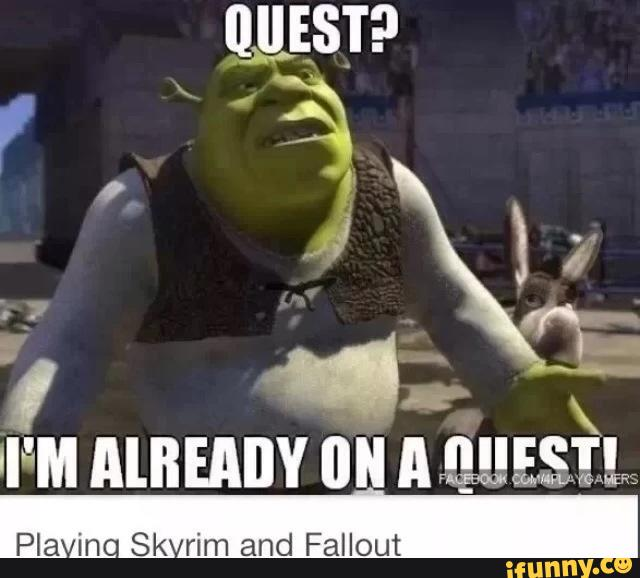 QUEST?
I'M ALREADY ON A QUEST!
FACEBOOK.COM/4PLAYGAMERS
Playing Skyrim and Fallout
ifunny.co